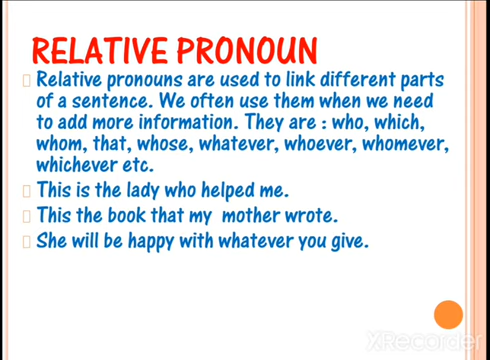 RELATIVE PRONOUN
Relative pronouns are used to link different parts
of a sentence. We often use them when we need
to add more information. They are : who, which,
whom, that, whose, whatever, whoever, whomever,
whichever etc.
This is the lady who helped me.
This the book that my mother wrote.
She will be happy with whatever you give.
XRecorder